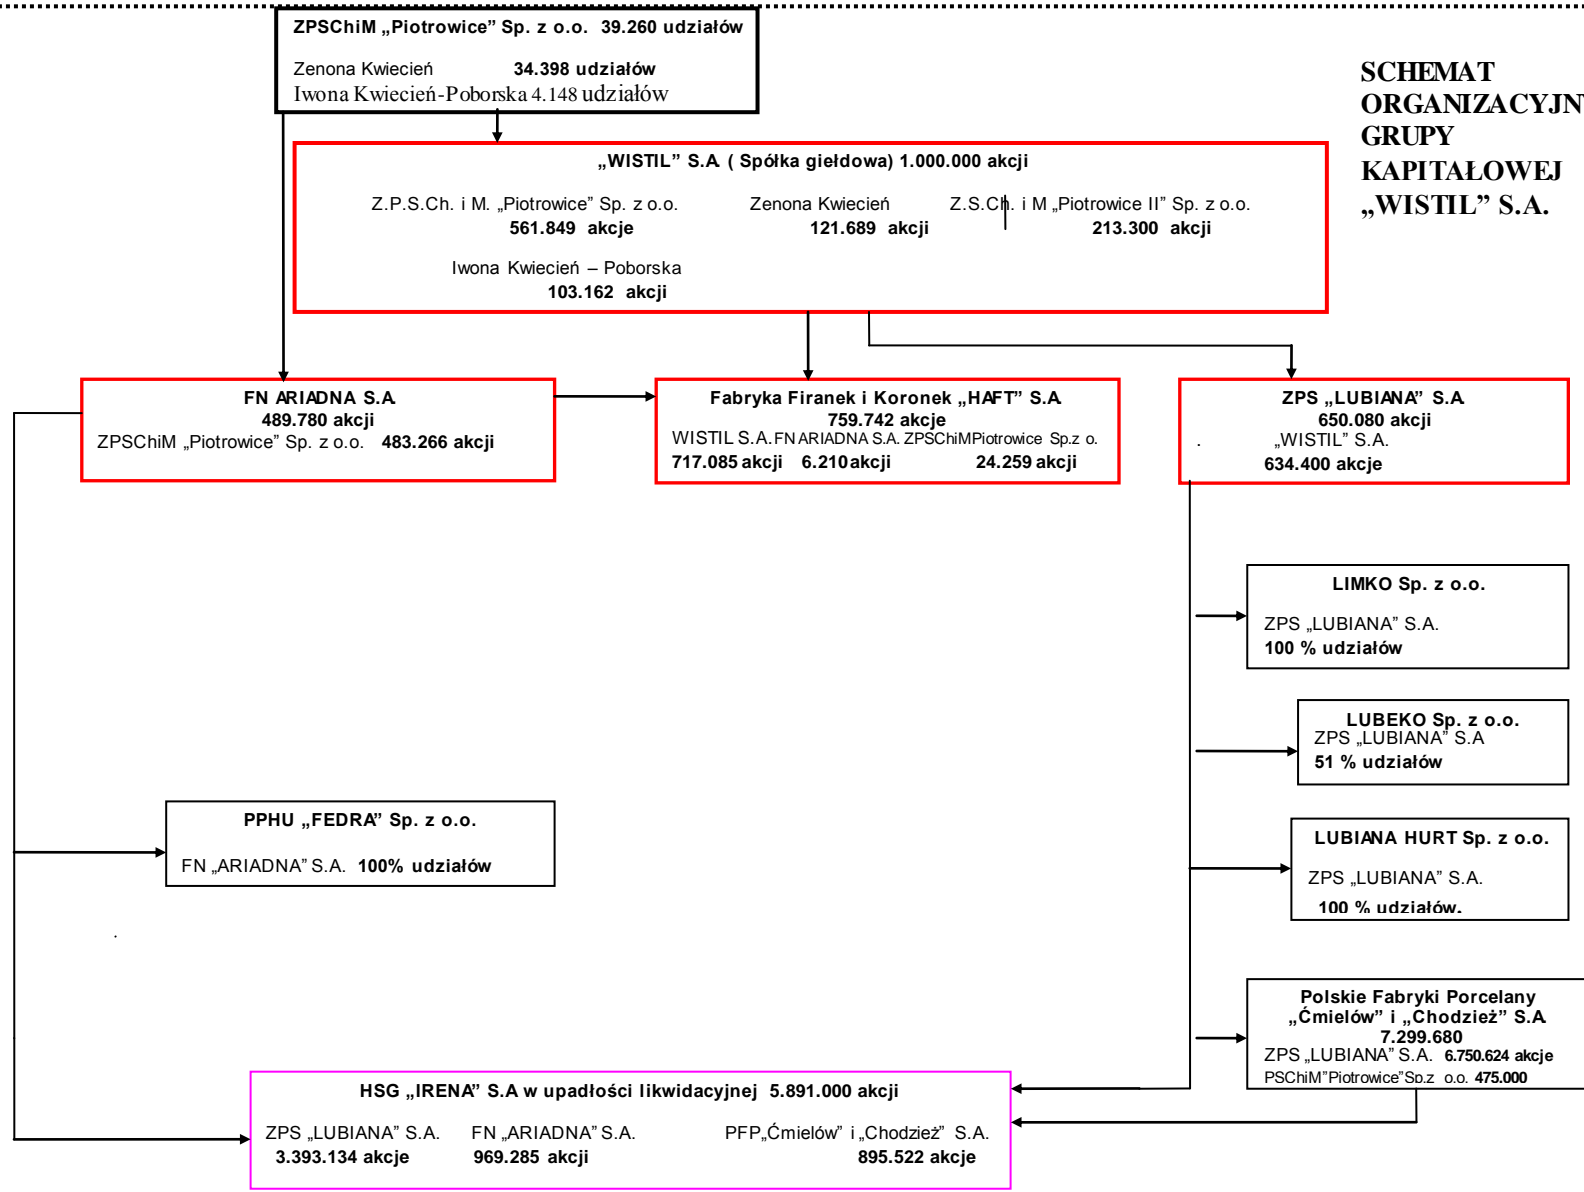 ZPSChiM „Piotrowice” Sp. z o.o. 39.260 udziałów
Zenona Kwiecień 34.398 udziałów
Iwona Kwiecień-Poborska 4.148 udziałów
SCHEMAT
ORGANIZACYJN
GRUPY
KAPITAŁOWEJ
„WISTIL” S.A.
„WISTIL” S.A. ( Spółka giełdowa) 1.000.000 akcji
Z.P.S.Ch. i M. „Piotrowice” Sp. z o.o. Zenona Kwiecień Z.S.Ch. i M „Piotrowice II” Sp. z o.o.
561.849 akcje 121.689 akcji 213.300 akcji
Iwona Kwiecień – Poborska
103.162 akcji
FN ARIADNA S.A.
489.780 akcji
ZPSChiM „Piotrowice” Sp. z o.o. 483.266 akcji
Fabryka Firanek i Koronek „HAFT” S.A.
759.742 akcje
WISTIL S.A. FN ARIADNA S.A. ZPSChiMPiotrowice Sp.z o.
717.085 akcji 6.210 akcji 24.259 akcji
ZPS „LUBIANA” S.A.
650.080 akcji
. „WISTIL” S.A.
634.400 akcje
LIMKO Sp. z o.o.
ZPS „LUBIANA” S.A.
100 % udziałów
LUBEKO Sp. z o.o.
ZPS „LUBIANA” S.A
51 % udziałów
PPHU „FEDRA” Sp. z o.o.
FN „ARIADNA” S.A. 100% udziałów
.
LUBIANA HURT Sp. z o.o.
ZPS „LUBIANA” S.A.
100 % udziałów.
Polskie Fabryki Porcelany
„Ćmielów” i „Chodzież” S.A.
7.299.680
ZPS „LUBIANA” S.A. 6.750.624 akcje
PSChiM”Piotrowice”Sp.z o.o. 475.000
HSG „IRENA” S.A w upadłości likwidacyjnej 5.891.000 akcji
ZPS „LUBIANA” S.A. FN „ARIADNA” S.A. PFP„Ćmielów” i „Chodzież” S.A.
3.393.134 akcje 969.285 akcji 895.522 akcje